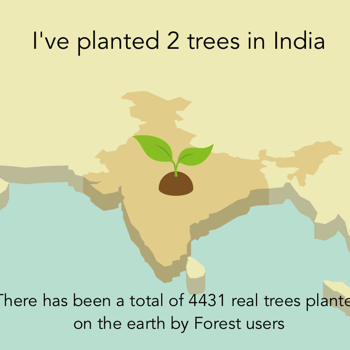 I've planted 2 trees in India
There has been a total of 4431 real trees plante
on the earth by Forest users